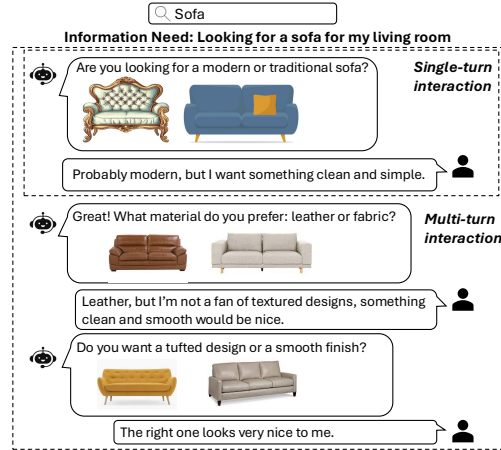 Sofa
Information Need: Looking for a sofa for my living room
Are you looking for a modern or traditional sofa?
Single-turn
interaction
Probably modern, but I want something clean and simple.
Great! What material do you prefer: leather or fabric?
Multi-turn
interaction
Leather, but I'm not a fan of textured designs, something
clean and smooth would be nice.
Do you want a tufted design or a smooth finish?
The right one looks very nice to me.